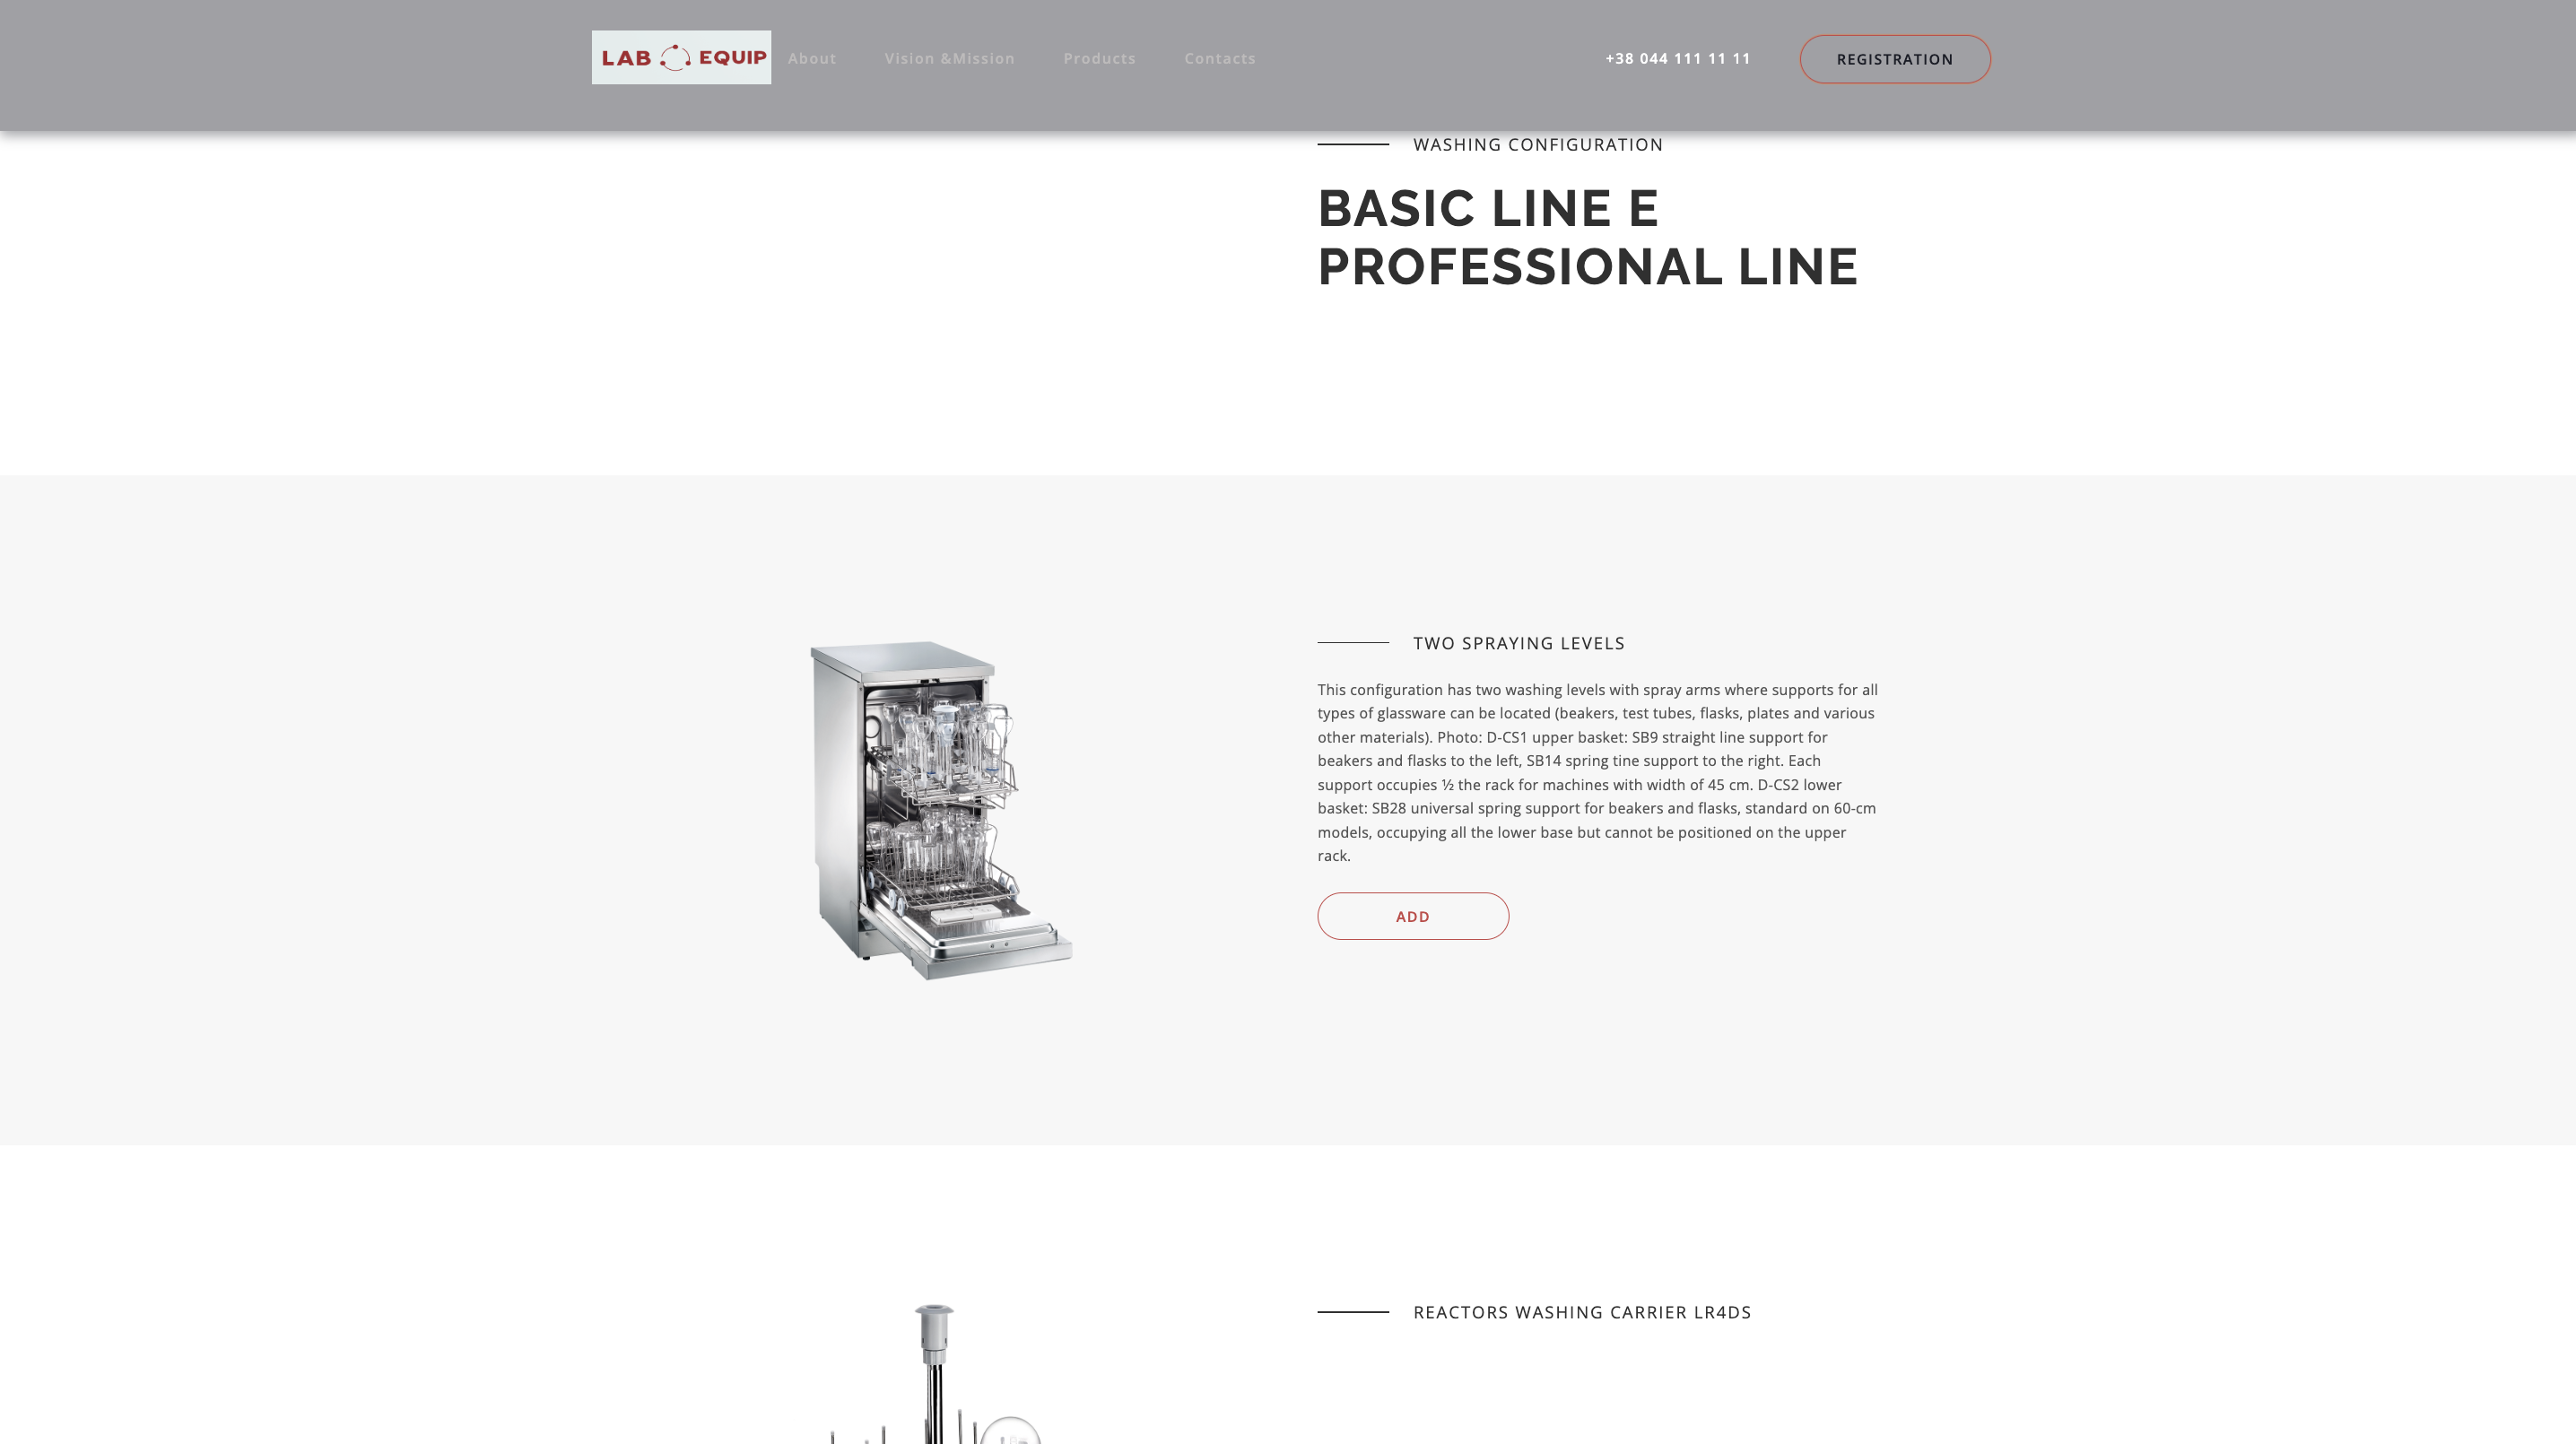 LAB EQUIP
About
Vision &Mission
Products
Contacts
+38 044 111 11 11
REGISTRATION
WASHING CONFIGURATION
BASIC LINE E
PROFESSIONAL LINE
TWO SPRAYING LEVELS
This configuration has two washing levels with spray arms where supports for all
types of glassware can be located (beakers, test tubes, flasks, plates and various
other materials). Photo: D-CS1 upper basket: SB9 straight line support for
beakers and flasks to the left, SB14 spring tine support to the right. Each
support occupies ½ the rack for machines with width of 45 cm. D-CS2 lower
basket: SB28 universal spring support for beakers and flasks, standard on 60-cm
models, occupying all the lower base but cannot be positioned on the upper
rack.
ADD
REACTORS WASHING CARRIER LR4DS